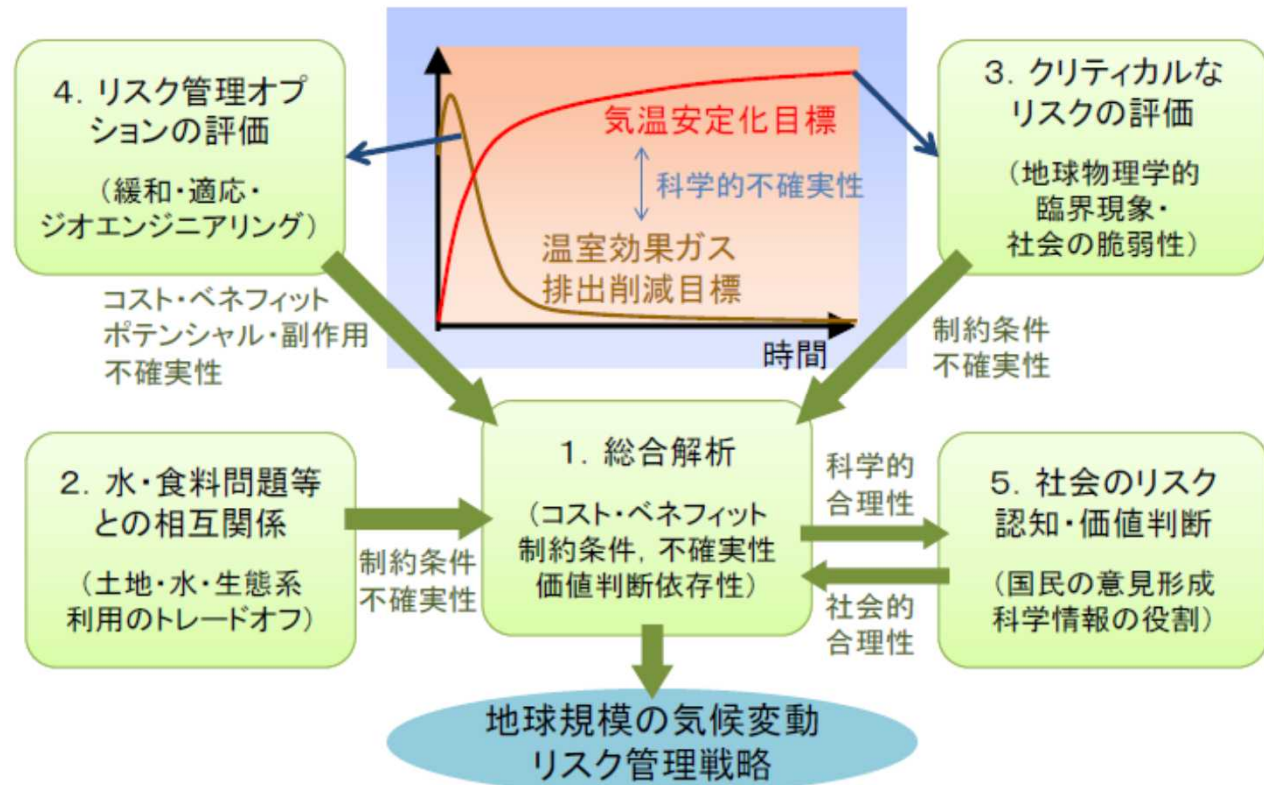 4. リスク管理オプ
ションの評価
（緩和・適応・
ジオエンジニアリング）
気温安定化目標
科学的不確実性
温室効果ガス
排出削減目標
時間
3. クリティカルな
リスクの評価
（地球物理学的
臨界現象・
社会の脆弱性）
コスト・ベネフィット
ポテンシャル・副作用
不確実性
制約条件
不確実性
2. 水・食料問題等
との相互関係
（土地・水・生態系
利用のトレードオフ）
制約条件
不確実性
1. 総合解析
（コスト・ベネフィット
制約条件, 不確実性
価値判断依存性）
科学的
合理性
社会的
合理性
5. 社会のリスク
認知・価値判断
（国民の意見形成
科学情報の役割）
地球規模の気候変動
リスク管理戦略